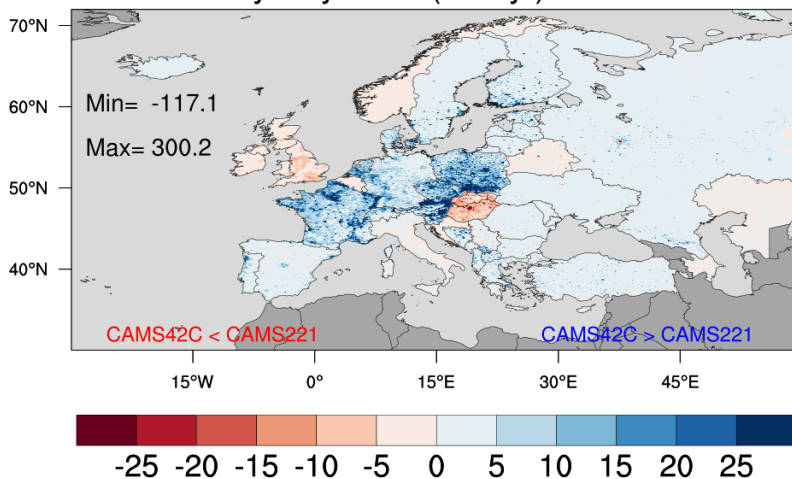 70°N
60°N
50°N
40°N
Min= -117.1
Max= 300.2
CAMS42C < CAMS221
CAMS42C > CAMS221
15°W 0° 15°E 30°E 45°E
-25 -20 -15 -10 -5 0 5 10 15 20 25